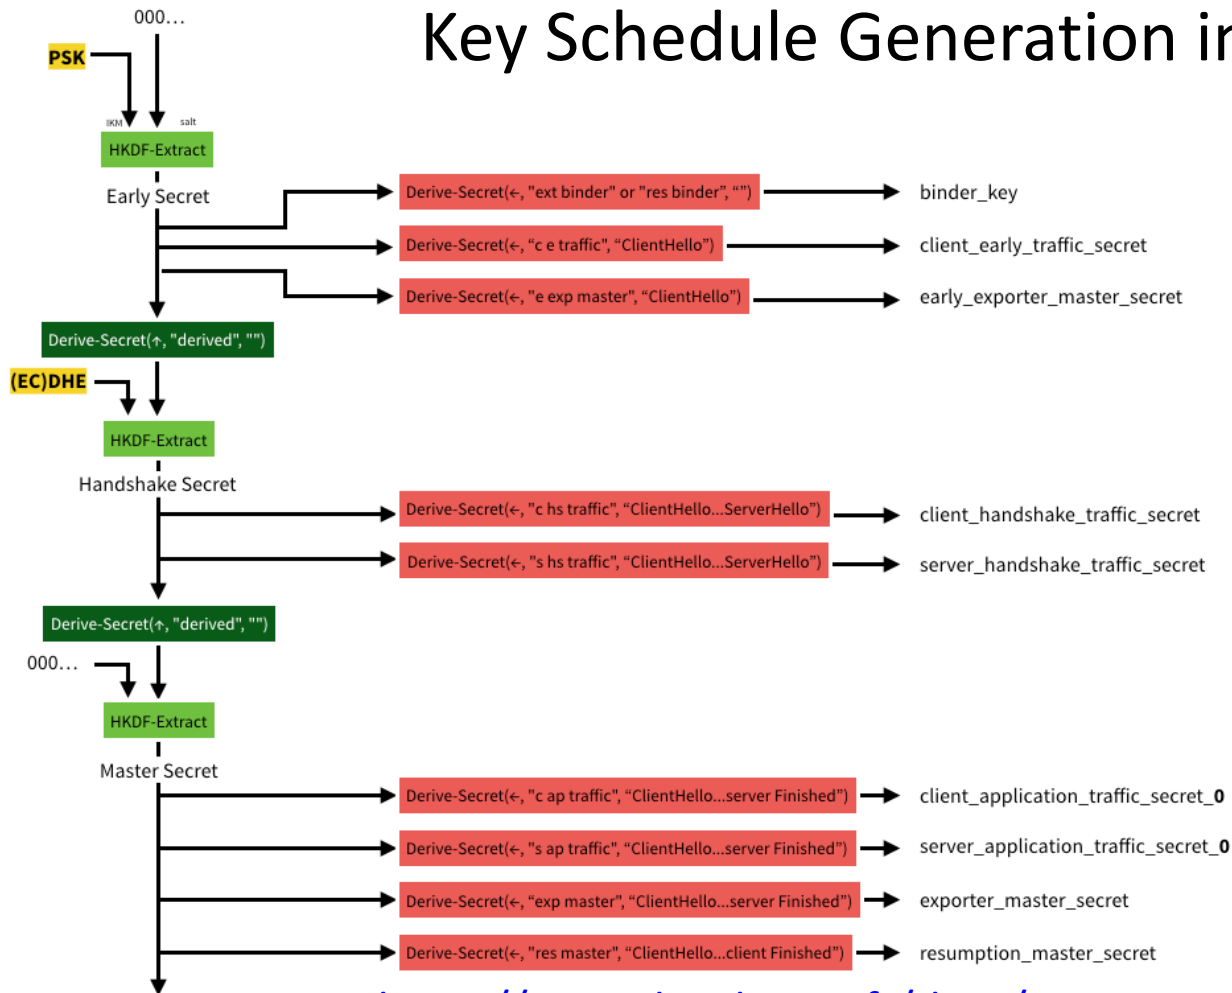 Key Schedule Generation in
000...
PSK
IKM
salt
HKDF-Extract
Early Secret
Derive-Secret(←, "ext binder" or "res binder", “”)
binder_key
Derive-Secret(←, “c e traffic”, “ClientHello”)
client_early_traffic_secret
Derive-Secret(←, "e exp master”, “ClientHello”)
early_exporter_master_secret
Derive-Secret(↑, "derived", "")
(EC)DHE
HKDF-Extract
Handshake Secret
Derive-Secret(←, "c hs traffic”, “ClientHello...ServerHello”)
client_handshake_traffic_secret
Derive-Secret(←, "s hs traffic”, “ClientHello...ServerHello”)
server_handshake_traffic_secret
Derive-Secret(↑, "derived", "")
000...
HKDF-Extract
Master Secret
Derive-Secret(←, "c ap traffic”, “ClientHello...server Finished”)
client_application_traffic_secret_0
Derive-Secret(←, “s ap traffic”, “ClientHello...server Finished”)
server_application_traffic_secret_0
Derive-Secret(←, “exp master”, “ClientHello...server Finished”)
exporter_master_secret
Derive-Secret(←, “res master”, “ClientHello...client Finished”)
resumption_master_secret